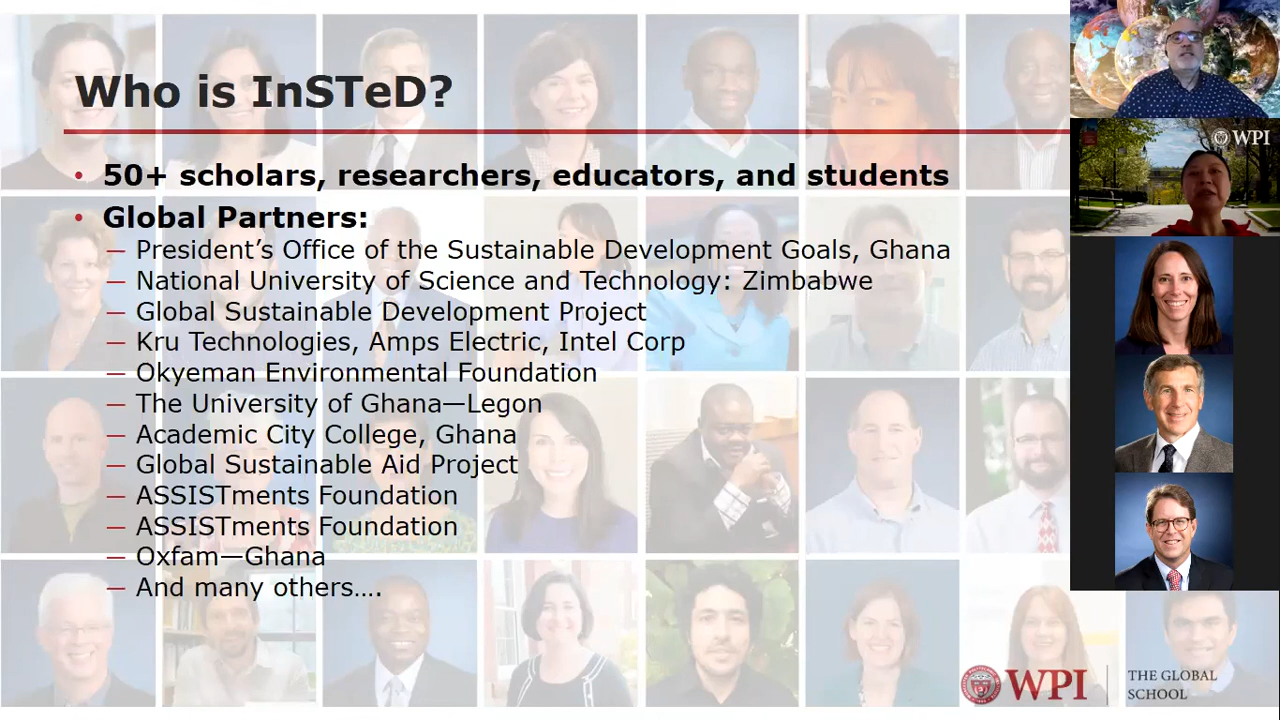 Who is InSTeD?
• 50+ scholars, researchers, educators, and students
• Global Partners:
— President’s Office of the Sustainable Development Goals, Ghana
— National University of Science and Technology: Zimbabwe
— Global Sustainable Development Project
— Kru Technologies, Amps Electric, Intel Corp
— Okyeman Environmental Foundation
— The University of Ghana—Legon
— Academic City College, Ghana
— Global Sustainable Aid Project
— ASSISTments Foundation
— ASSISTments Foundation
— Oxfam—Ghana
— And many others….
WPI
WPI
THE GLOBAL
SCHOOL